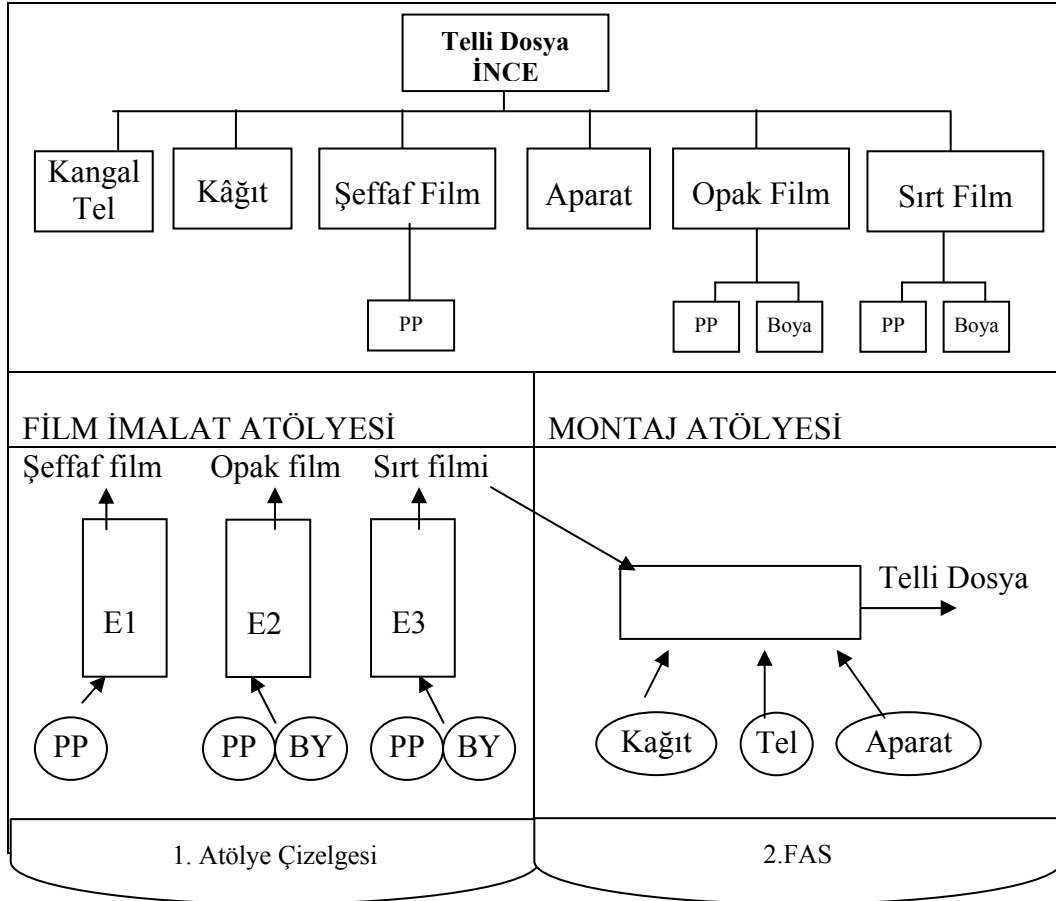 Telli Dosya
İNCE
Kangal
Tel
Kâğıt
Şeffaf Film
Aparat
Opak Film
Sırt Film
PP
PP
Boya
PP
Boya
FİLM İMALAT ATÖLYESİ
MONTAJ ATÖLYESİ
Şeffaf film
Opak film
Sırt filmi
E1
E2
E3
Telli Dosya
PP
PP
BY
PP
BY
Kağıt
Tel
Aparat
1. Atölye Çizelgesi
2.FAS